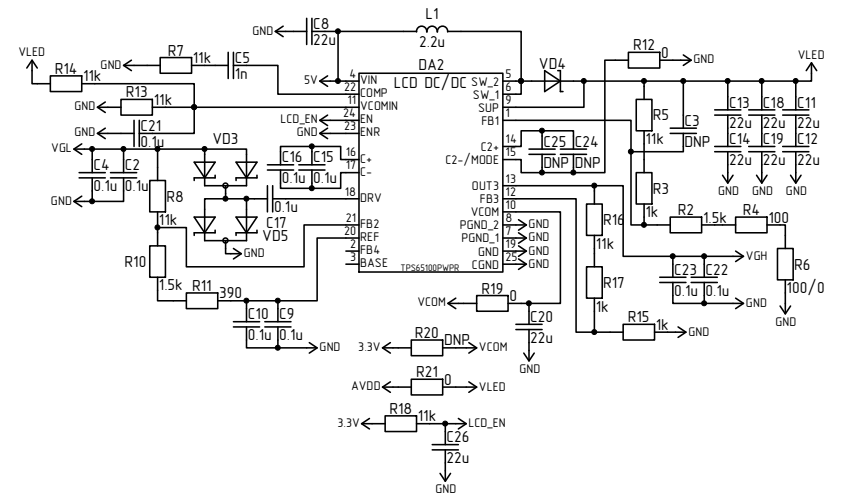 L1
2.2u
GND C8
22u
VLED
R14
11k
GND R7 11k C5
1n
5V
DA2
LCD DC/DC
4 VIN
22 COMP
11 VCOMIN
24 EN
23 ENR
16 C+
17 C-
18 DRV
21 FB2
20 REF
2 FB4
3 BASE
SW_2 5
SW_1 6
SUP 9
FB1 1
C2+ 14
C2-/MODE 15
OUT3 13
FB3 12
VCOM 10
PGND_2 8 GND
PGND_1 7 GND
GND 19 GND
CGND 25 GND
TPS65100PWPR
VD4
R12
0
GND
VLED
GND R13 11k
GND C21
0.1u
LCD_EN
GND
VGL
VD3
C4
0.1u
C2
0.1u
GND
R8
11k
C16
0.1u
C15
0.1u
0.1u
C17
VD5
GND
R10
1.5k
R11 390
C10
0.1u
C9
0.1u
GND
C25
DNP
C24
DNP
R5
11k
C3
DNP
C13
22u
C18
22u
C11
22u
C14
22u
C19
22u
C12
22u
GND
GND
GND
R3
1k
R2 1.5k
R4 100
R6
100/0
GND
R16
11k
R17
1k
VGH
C23
0.1u
C22
0.1u
GND
R15 1k GND
VCOM R19 0
C20
22u
GND
3.3V R20 DNP VCOM
AVDD R21 0 VLED
3.3V R18 11k LCD_EN
C26
22u
GND